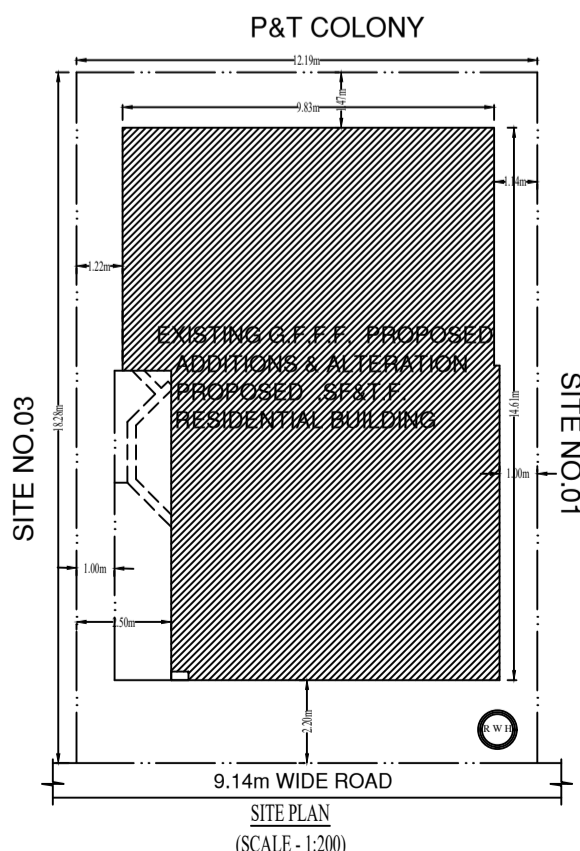 P&T COLONY
12.19m
1.47m
9.83m
1.14m
1.22m
EXISTING G.F,F.F, PROPOSED
ADDITIONS & ALTERATION
PROPOSED SF&T.F.
RESIDENTIAL BUILDING
SITE NO.03
18.28m
14.61m
SITE NO.01
1.00m
1.00m
2.50m
2.20m
R W H
9.14m WIDE ROAD
SITE PLAN
(SCALE - 1:200)